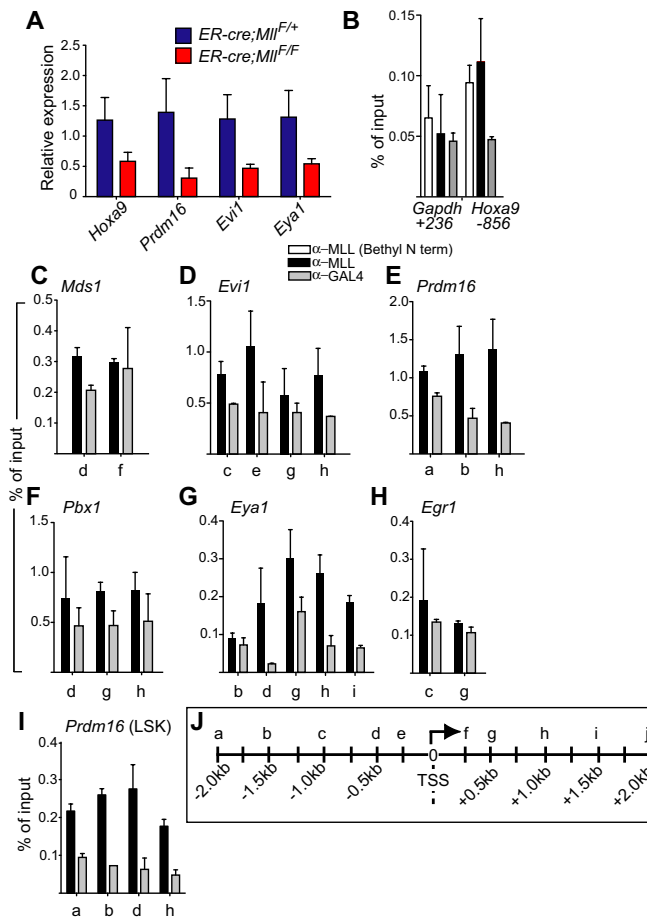 A
ER-cre;Mll^F/+
ER-cre;Mll^F/F
Relative expression
2.5
2.0
1.5
1.0
0.5
0
Hoxa9
Prdm16
Evi1
Eya1
B
% of input
0.15
0.10
0.05
Gapdh Hoxa9
+236 -856
α–MLL (Bethyl N term)
α–MLL
α–GAL4
% of input
C
Mds1
0.5
0.4
0.3
0.2
0.1
d f
D
Evi1
1.5
1.0
0.5
c e g h
E
Prdm16
2.0
1.5
1.0
0.5
a b h
F
Pbx1
1.5
1.0
0.5
d g h
G
Eya1
0.4
0.3
0.2
0.1
b d g h i
H
Egr1
0.4
0.3
0.2
0.1
c g
I
Prdm16 (LSK)
% of input
0.4
0.3
0.2
0.1
a b d h
J
a b c d e f g h i j
0
-2.0kb -1.5kb -1.0kb -0.5kb TSS +0.5kb +1.0kb +1.5kb +2.0kb